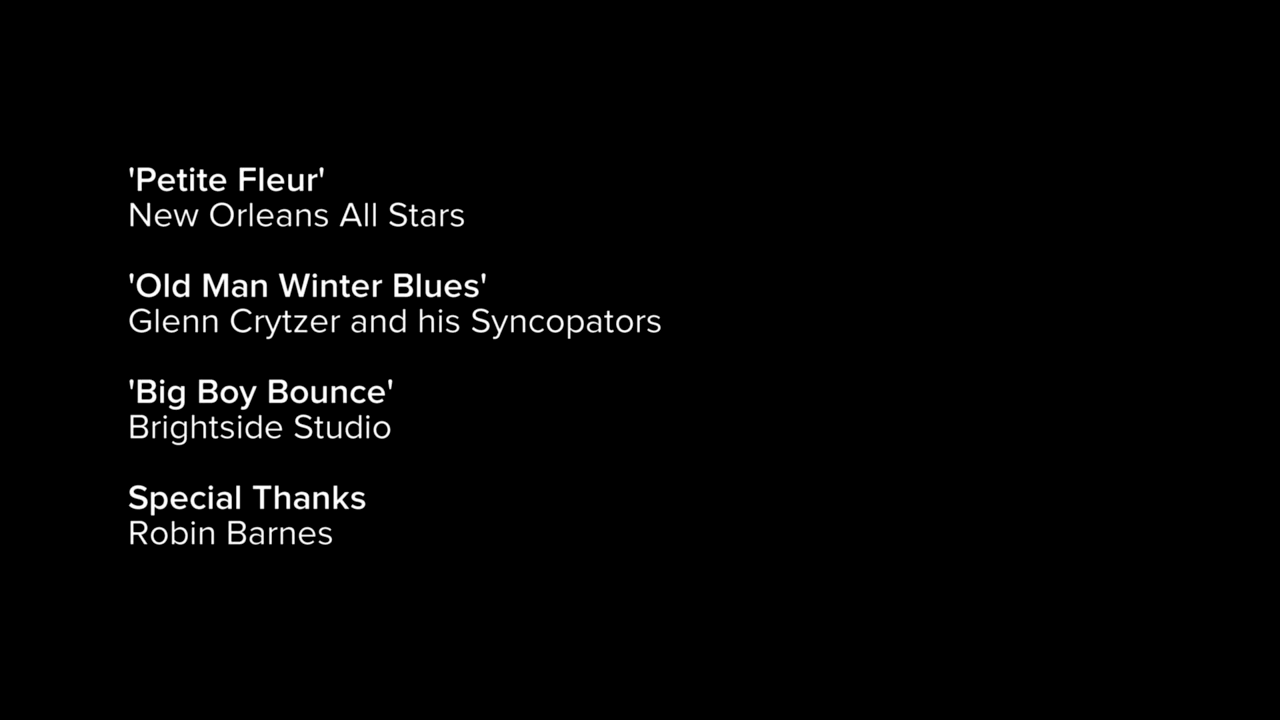 'Petite Fleur'
New Orleans All Stars
'Old Man Winter Blues'
Glenn Crytzer and his Syncopators
'Big Boy Bounce'
Brightside Studio
Special Thanks
Robin Barnes